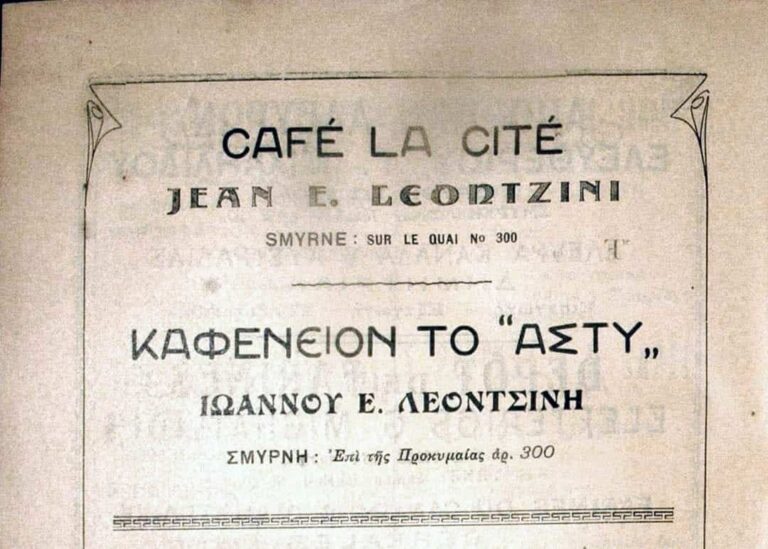 CAFÉ LA CITÉ
JEAN E. LEONTZINI
SMYRNE: SUR LE QUAI No 300
ΚΑΦΕΝΕΙΟΝ ΤΟ "ΑΣΤΥ„
ΙΩΑΝΝΟΥ Ε. ΛΕΟΝΤΣΙΝΗ
ΣΜΥΡΝΗ: Ἐπὶ τῆς Προκυμαίας ἀρ. 300